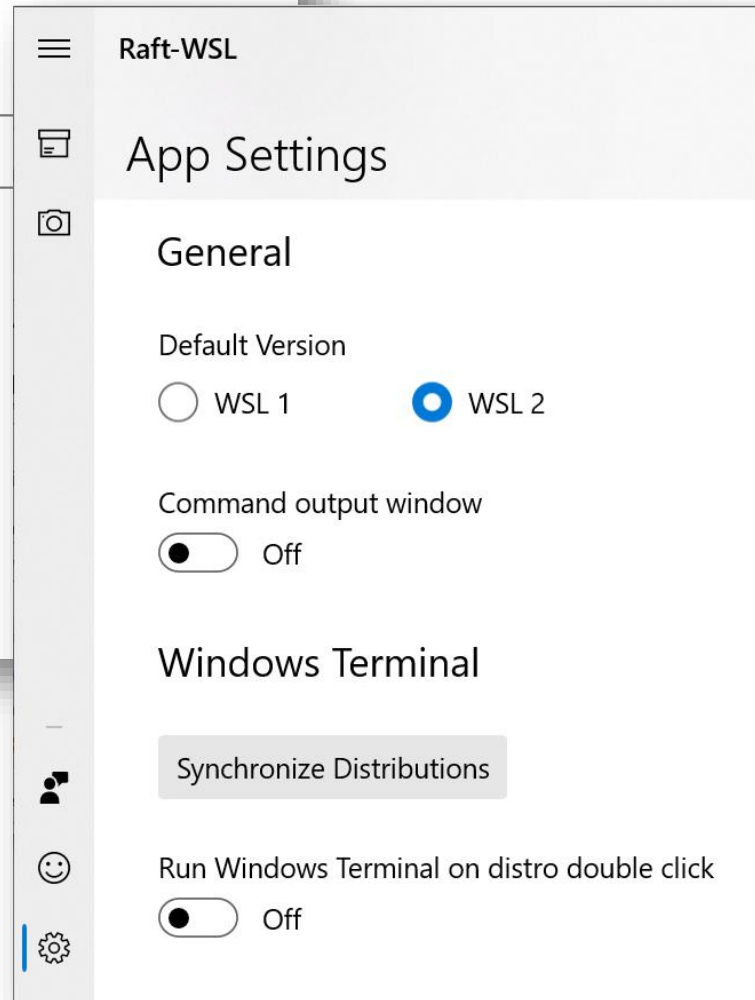 Raft-WSL
App Settings
General
Default Version
WSL 1 WSL 2
Command output window
Off
Windows Terminal
Synchronize Distributions
Run Windows Terminal on distro double click
Off